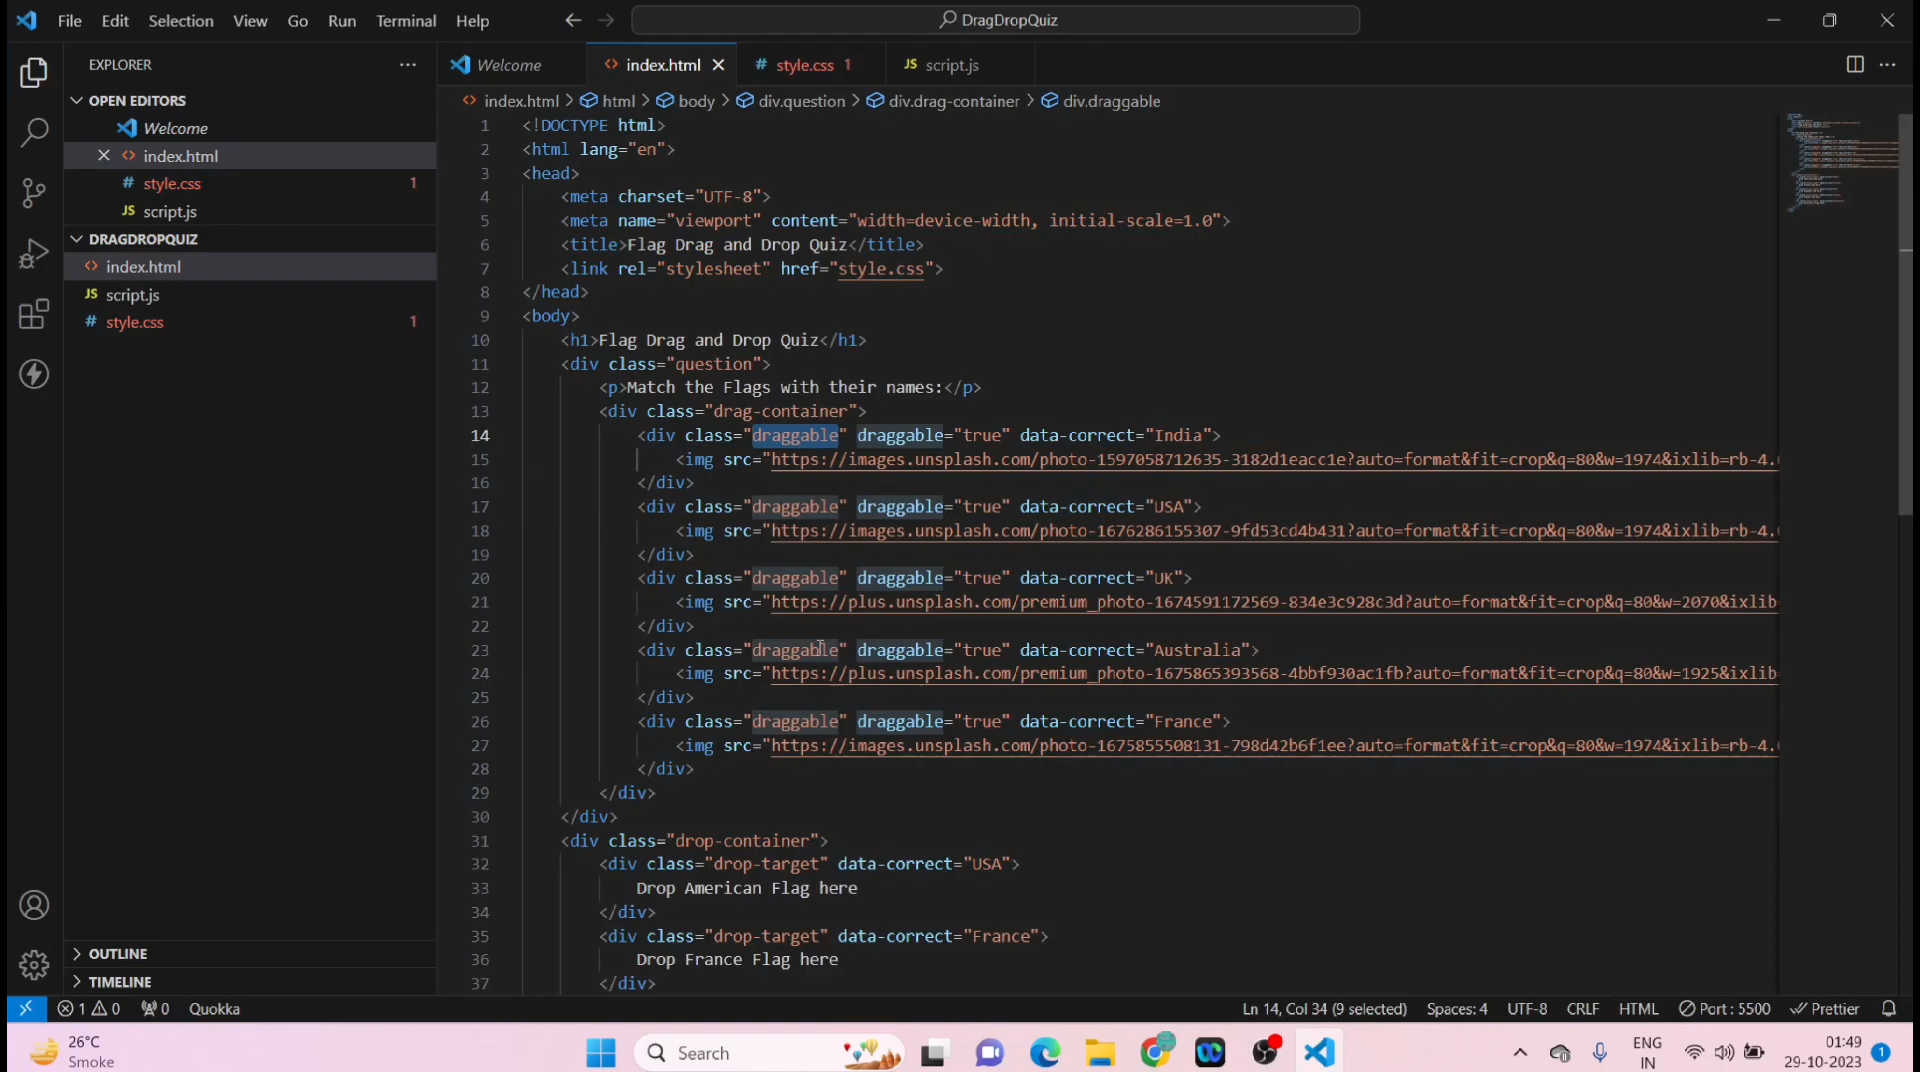 File Edit Selection View Go Run Terminal Help
DragDropQuiz
EXPLORER
OPEN EDITORS
Welcome
index.html
style.css 1
script.js
DRAGDROPQUIZ
index.html
script.js
style.css 1
OUTLINE
TIMELINE
Welcome index.html style.css 1 JS script.js
index.html > html > body > div.question > div.drag-container > div.draggable
1 <!DOCTYPE html>
2 <html lang="en">
3 <head>
4 <meta charset="UTF-8">
5 <meta name="viewport" content="width=device-width, initial-scale=1.0">
6 <title>Flag Drag and Drop Quiz</title>
7 <link rel="stylesheet" href="style.css">
8 </head>
9 <body>
10 <h1>Flag Drag and Drop Quiz</h1>
11 <div class="question">
12 <p>Match the Flags with their names:</p>
13 <div class="drag-container">
14 <div class="draggable" draggable="true" data-correct="India">
15 <img src="https://images.unsplash.com/photo-1597058712635-3182d1eacc1e?auto=format&fit=crop&q=80&w=1974&ixlib=rb-4.
16 </div>
17 <div class="draggable" draggable="true" data-correct="USA">
18 <img src="https://images.unsplash.com/photo-1676286155307-9fd53cd4b431?auto=format&fit=crop&q=80&w=1974&ixlib=rb-4.
19 </div>
20 <div class="draggable" draggable="true" data-correct="UK">
21 <img src="https://plus.unsplash.com/premium_photo-1674591172569-834e3c928c3d?auto=format&fit=crop&q=80&w=2070&ixlib
22 </div>
23 <div class="draggable" draggable="true" data-correct="Australia">
24 <img src="https://plus.unsplash.com/premium_photo-1675865393568-4bbf930ac1fb?auto=format&fit=crop&q=80&w=1925&ixlib
25 </div>
26 <div class="draggable" draggable="true" data-correct="France">
27 <img src="https://images.unsplash.com/photo-1675855508131-798d42b6f1ee?auto=format&fit=crop&q=80&w=1974&ixlib=rb-4.
28 </div>
29 </div>
30 </div>
31 <div class="drop-container">
32 <div class="drop-target" data-correct="USA">
33 Drop American Flag here
34 </div>
35 <div class="drop-target" data-correct="France">
36 Drop France Flag here
37 </div>
1 0 0 Quokka Ln 14, Col 34 (9 selected) Spaces: 4 UTF-8 CRLF HTML Port : 5500 Prettier
26°C
Smoke
Search
ENG
IN
01:49
29-10-2023
1